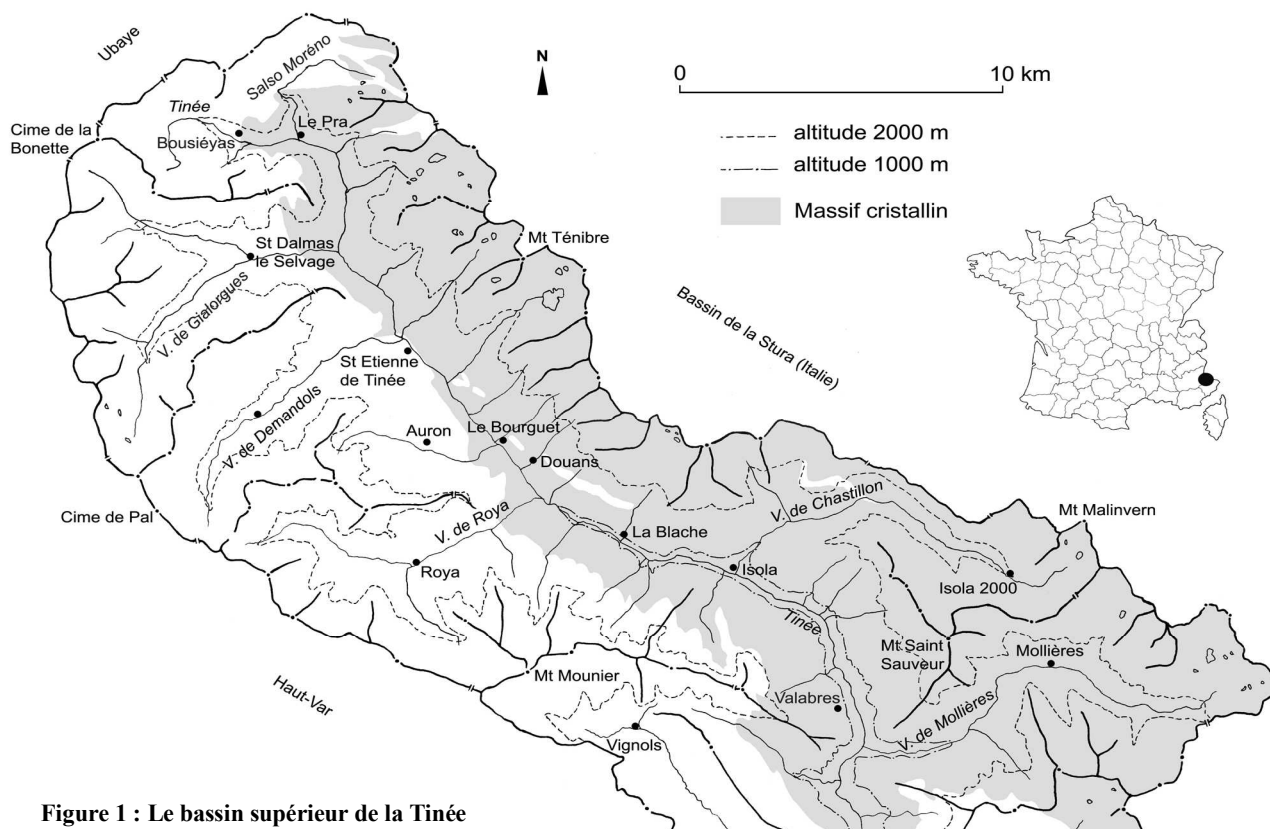 Ubaye
Salso Moréno
N
0
10 km
Tinée
Cime de la
Bonette
Bousiéyas
Le Pra
altitude 2000 m
altitude 1000 m
Massif cristallin
St Dalmas
le Selvage
Mt Ténibre
V. de Gialorgues
Bassin de la Stura (Italie)
St Etienne
de Tinée
V. de Demandols
Auron
Le Bourguet
Douans
Cime de Pal
V. de Roya
V. de Chastillon
Mt Malinvern
La Blache
Roya
Isola
Isola 2000
Tinée
Mt Saint
Sauveur
Mollières
Haut-Var
Mt Mounier
Valabres
V. de Mollières
Vignols
Figure 1 : Le bassin supérieur de la Tinée